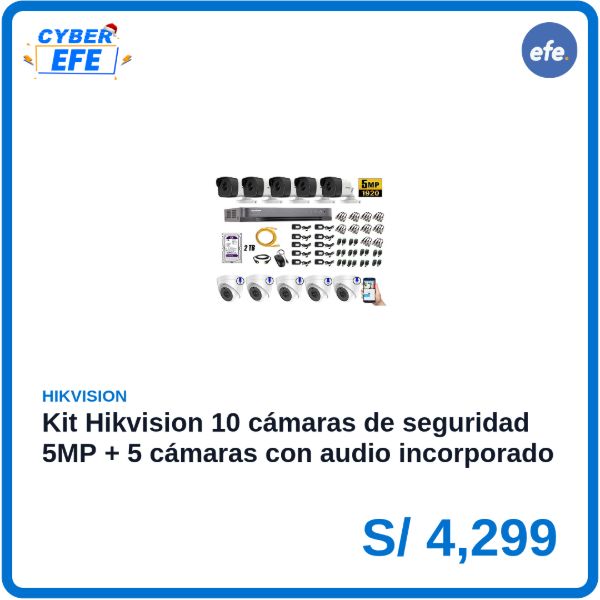 CYBER
EFE
efe.
5MP
1920
2 TB
HIKVISION
Kit Hikvision 10 cámaras de seguridad
5MP + 5 cámaras con audio incorporado
S/ 4,299